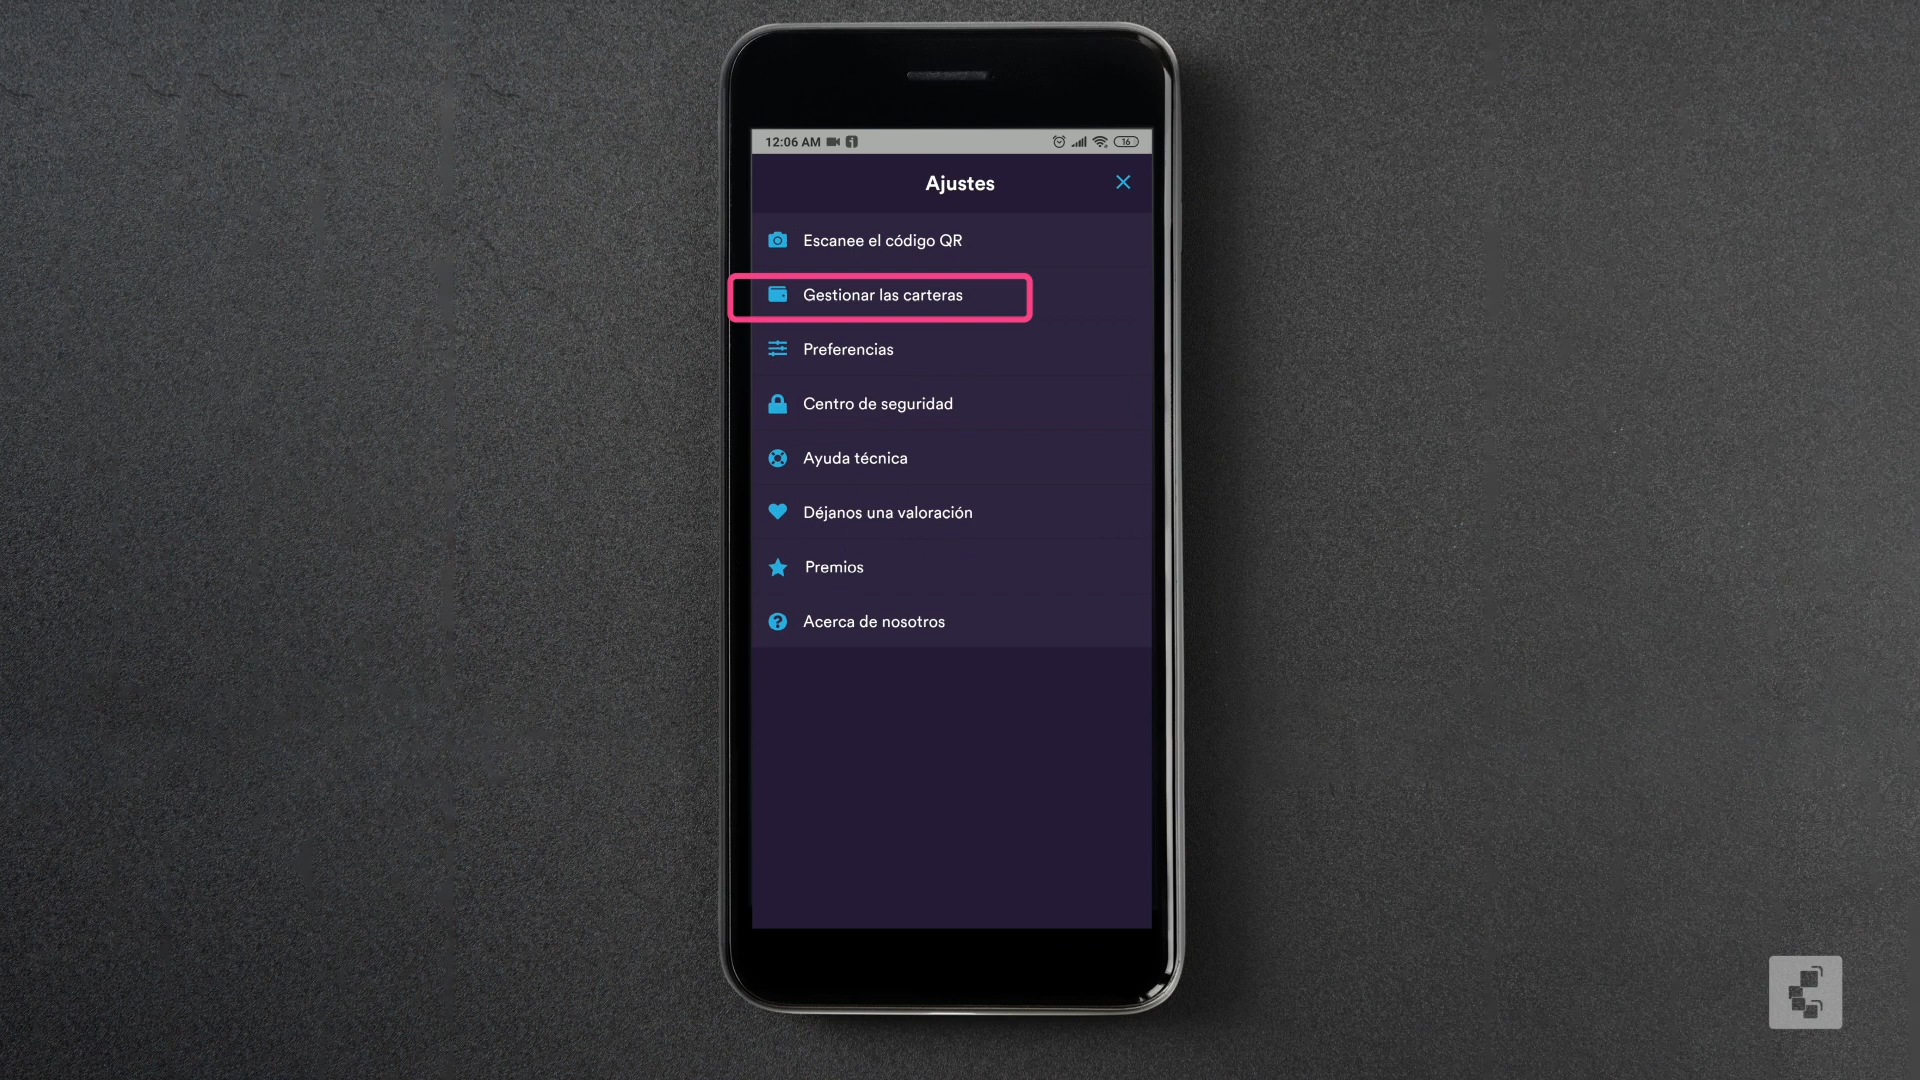 12:06 AM
16
Ajustes
Escanee el código QR
Gestionar las carteras
Preferencias
Centro de seguridad
Ayuda técnica
Déjanos una valoración
Premios
Acerca de nosotros